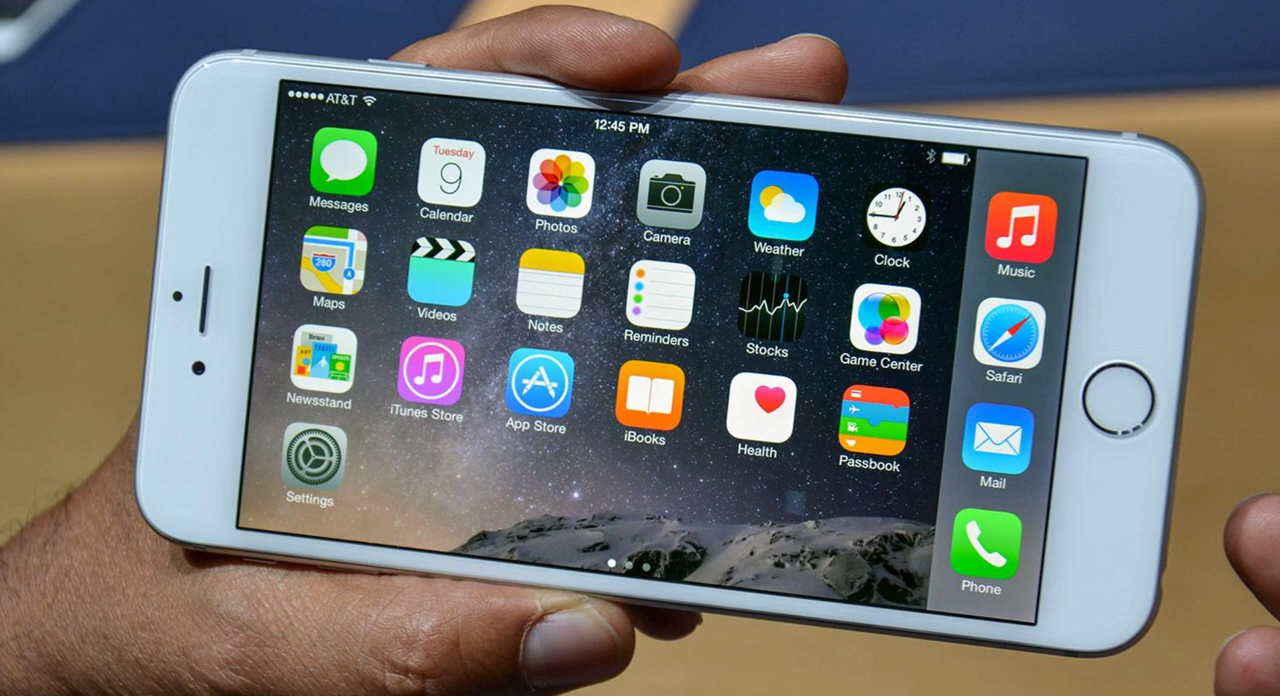 AT&T
12:45 PM
Messages
Tuesday
9
Calendar
Photos
Camera
Weather
Clock
Music
280
Maps
Videos
Notes
Reminders
Stocks
Game Center
Safari
Newsstand
iTunes Store
App Store
iBooks
Health
Passbook
Mail
Settings
Phone